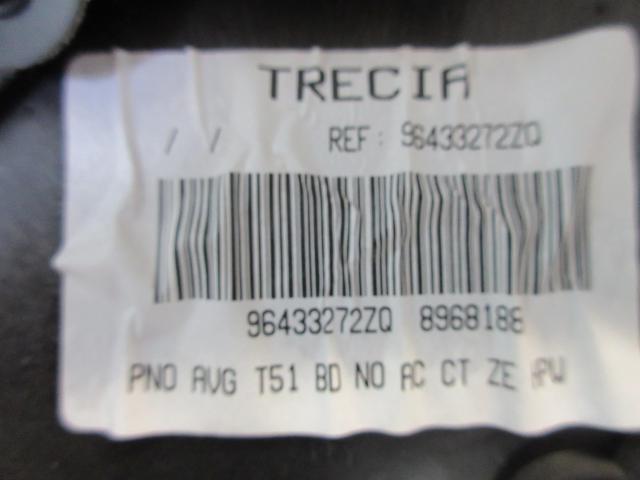 TRECIA
/ / REF: 96433272ZQ
96433272ZQ 8968188
PNO AVG T51 BD NO AC CT ZE